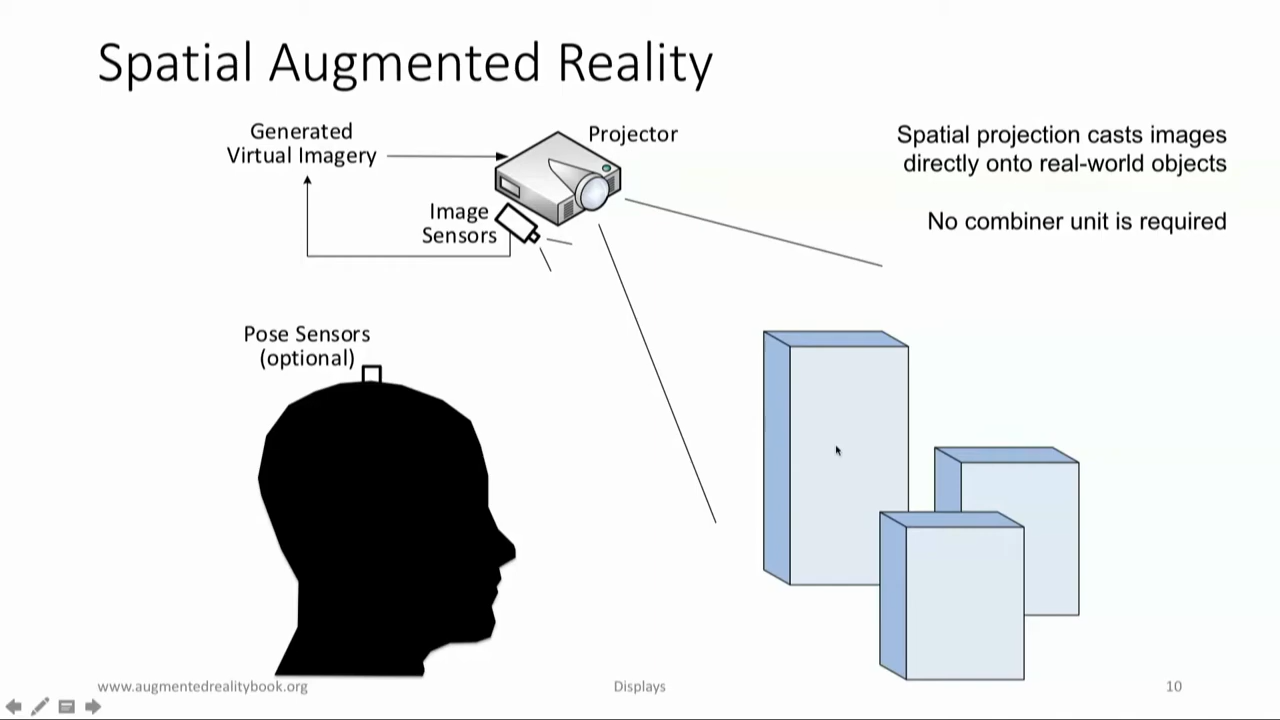 Spatial Augmented Reality
Generated
Virtual Imagery
Projector
Spatial projection casts images
directly onto real-world objects
No combiner unit is required
Image
Sensors
Pose Sensors
(optional)
www.augmentedrealitybook.org
Displays
10